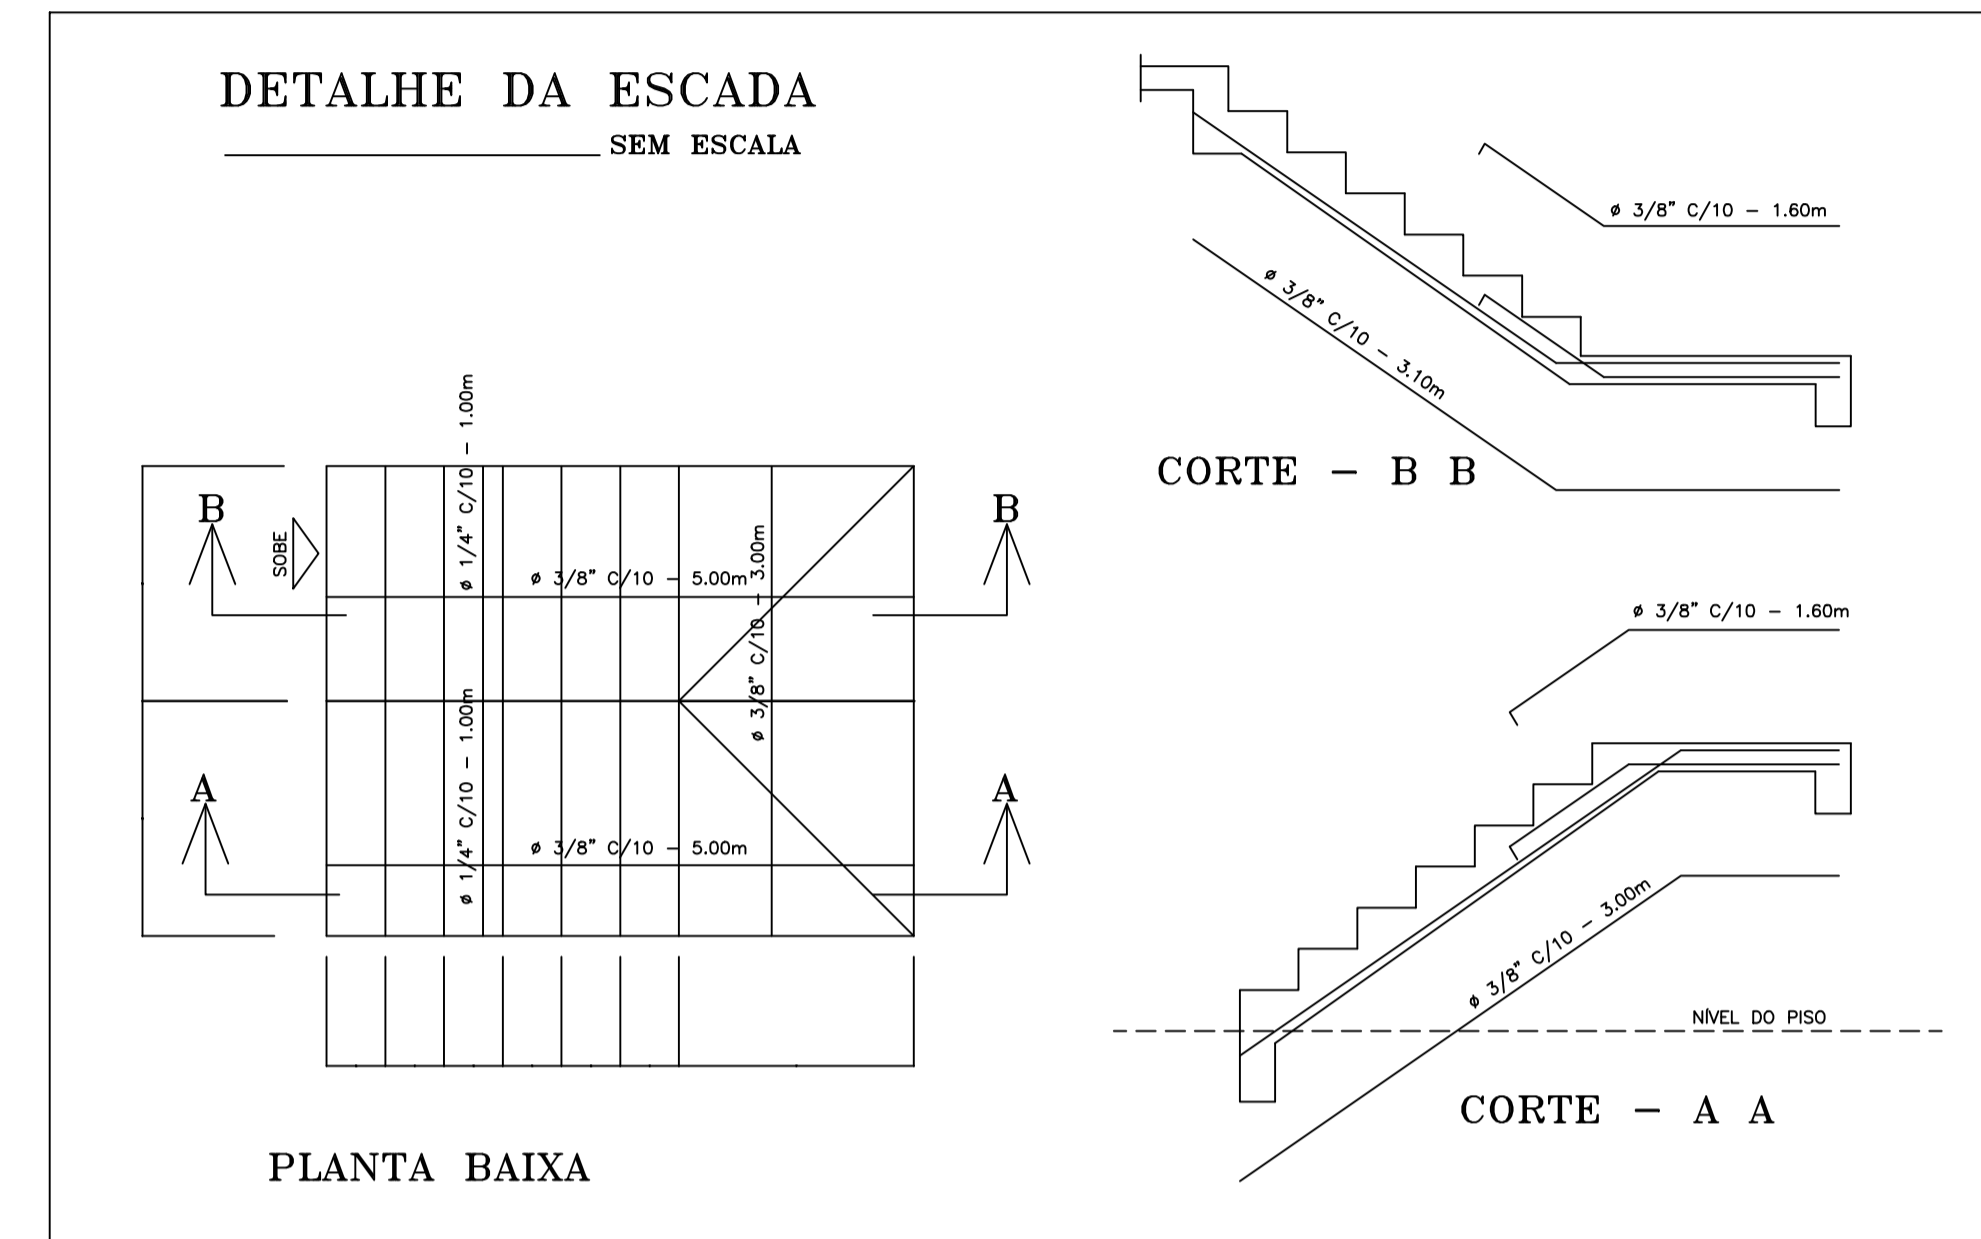 DETALHE DA ESCADA
SEM ESCALA
ø 3/8" C/10 - 1.60m
ø 3/8" C/10 - 3.10m
CORTE - B B
ø 1/4" C/10 - 1.00m
B
B
SOBE
ø 3/8" C/10 - 5.00m
ø 3/8" C/10 - 3.00m
ø 1/4" C/10 - 1.00m
A
A
ø 3/8" C/10 - 5.00m
PLANTA BAIXA
ø 3/8" C/10 - 1.60m
ø 3/8" C/10 - 3.00m
NÍVEL DO PISO
CORTE - A A